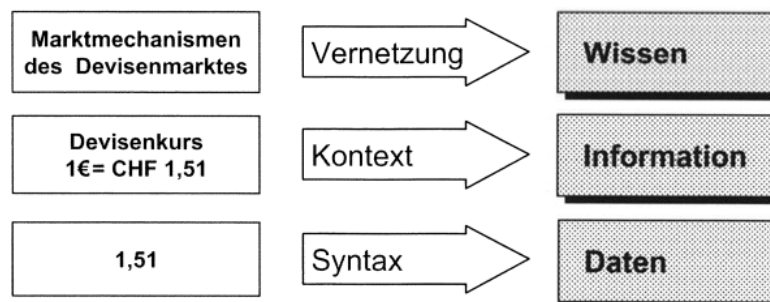 Marktmechanismen
des Devisenmarktes
Vernetzung
Wissen
Devisenkurs
1€= CHF 1,51
Kontext
Information
1,51
Syntax
Daten